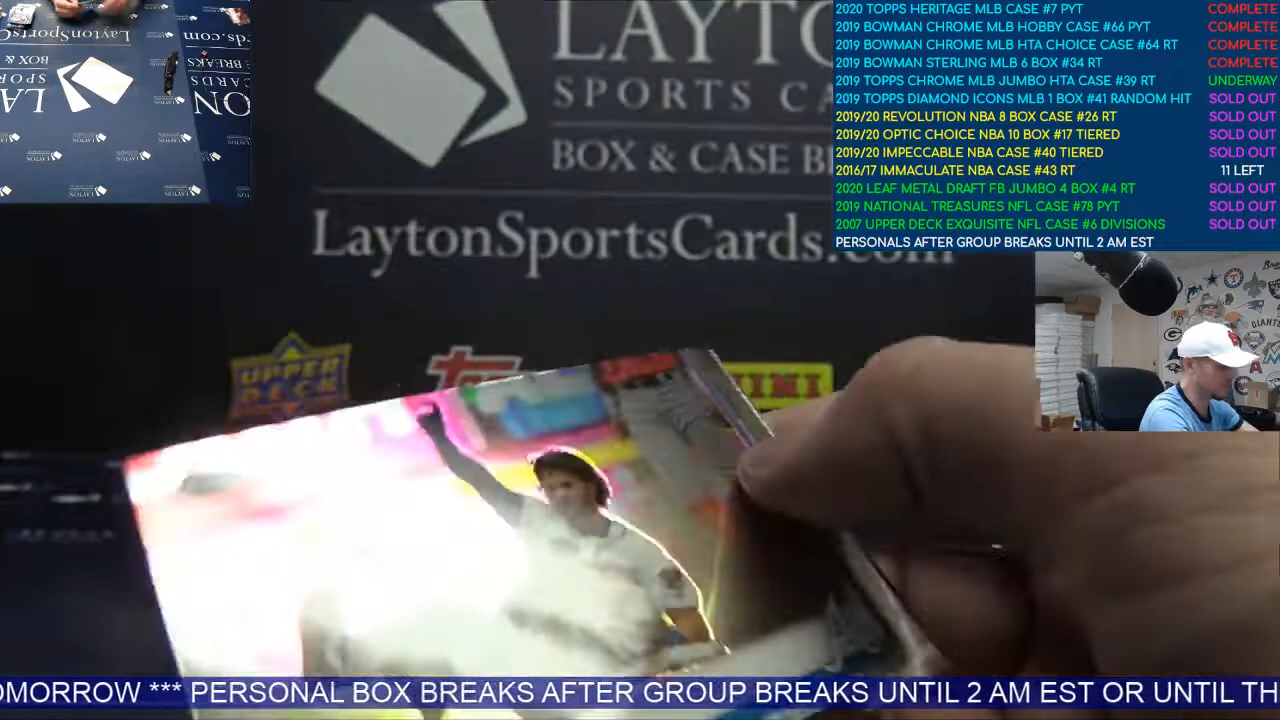 2020 TOPPS HERITAGE MLB CASE #7 PYT COMPLETE
2019 BOWMAN CHROME MLB HOBBY CASE #66 PYT COMPLETE
2019 BOWMAN CHROME MLB HTA CHOICE CASE #64 RT COMPLETE
2019 BOWMAN STERLING MLB 6 BOX #34 RT COMPLETE
2019 TOPPS CHROME MLB JUMBO HTA CASE #39 RT UNDERWAY
2019 TOPPS DIAMOND ICONS MLB 1 BOX #41 RANDOM HIT SOLD OUT
2019/20 REVOLUTION NBA 8 BOX CASE #26 RT SOLD OUT
2019/20 OPTIC CHOICE NBA 10 BOX #17 TIERED SOLD OUT
2019/20 IMPECCABLE NBA CASE #40 TIERED SOLD OUT
2016/17 IMMACULATE NBA CASE #43 RT 11 LEFT
2020 LEAF METAL DRAFT FB JUMBO 4 BOX #4 RT SOLD OUT
2019 NATIONAL TREASURES NFL CASE #78 PYT SOLD OUT
2007 UPPER DECK EXQUISITE NFL CASE #6 DIVISIONS SOLD OUT
PERSONALS AFTER GROUP BREAKS UNTIL 2 AM EST
LAYTO
SPORTS CA
BOX & CASE B
LaytonSportsCards.com
UPPER
DECK
OMORROW *** PERSONAL BOX BREAKS AFTER GROUP BREAKS UNTIL 2 AM EST OR UNTIL TH